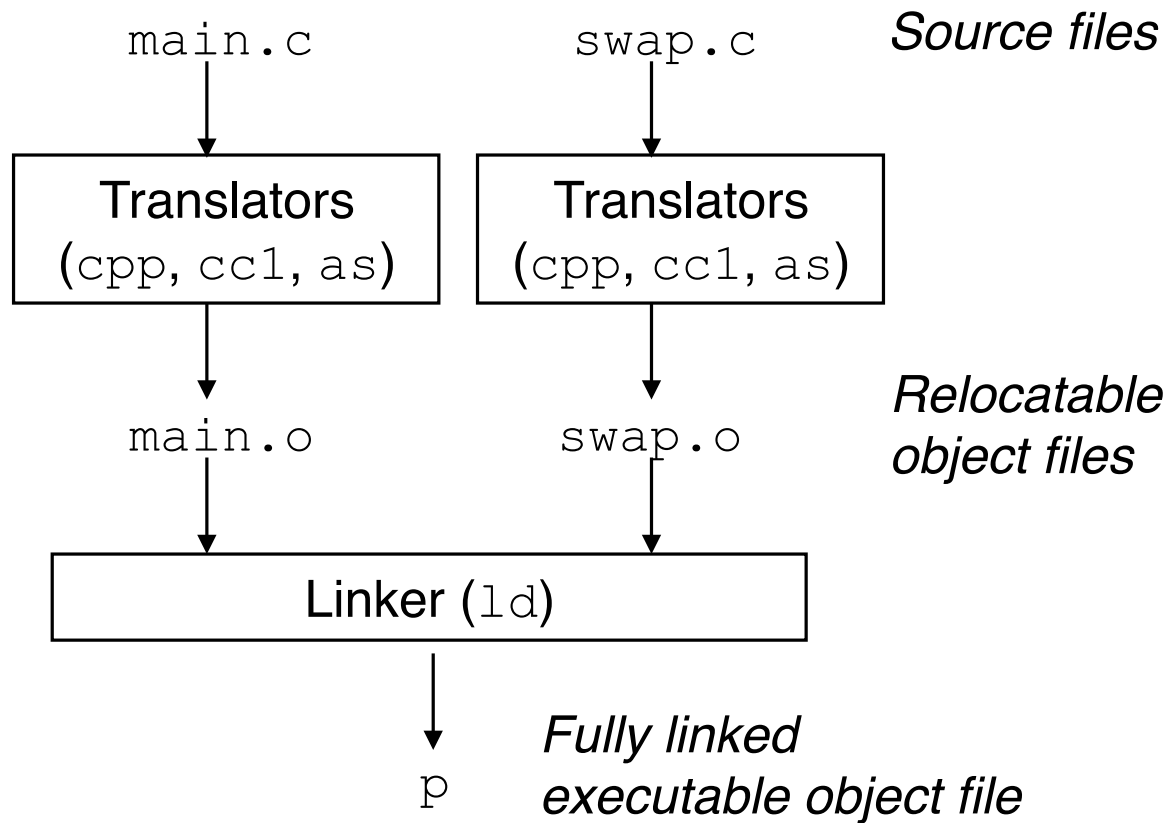 main.c swap.c Source files
Translators Translators
(cpp, cc1, as) (cpp, cc1, as)
main.o swap.o Relocatable
object files
Linker (ld)
Fully linked
p executable object file